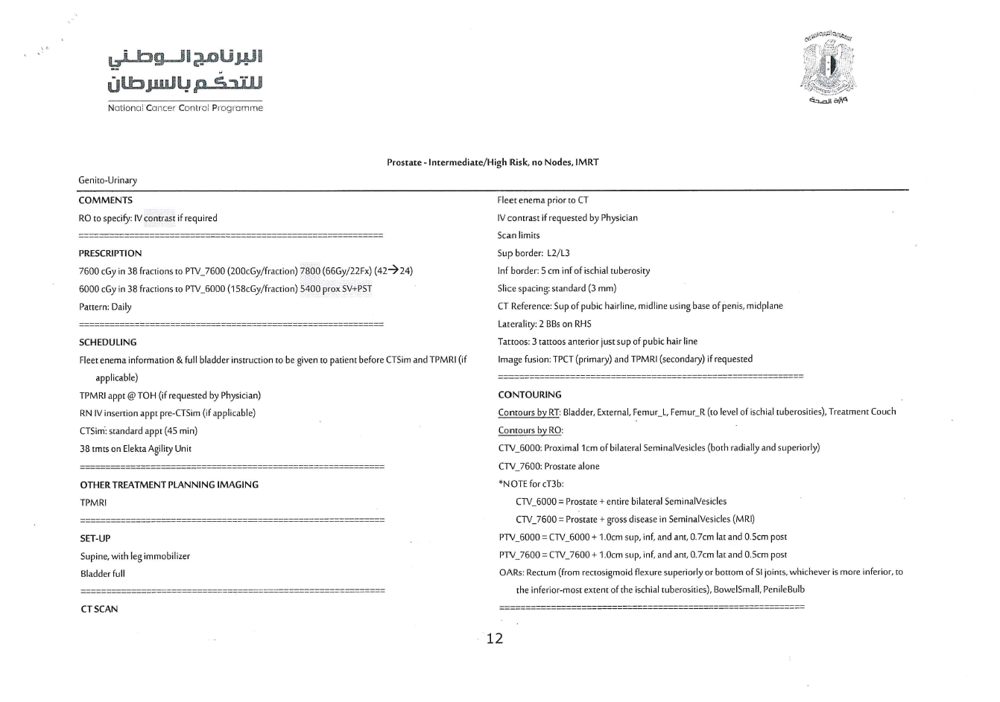 البرنامج الوطني
للتحكّم بالسرطان
National Cancer Control Programme
وزارة الصحة
Prostate - Intermediate/High Risk, no Nodes, IMRT
Genito-Urinary
COMMENTS
RO to specify: IV contrast if required
==============================================================
PRESCRIPTION
7600 cGy in 38 fractions to PTV_7600 (200cGy/fraction) 7800 (66Gy/22Fx) (42→24)
6000 cGy in 38 fractions to PTV_6000 (158cGy/fraction) 5400 prox SV+PST
Pattern: Daily
==============================================================
SCHEDULING
Fleet enema information & full bladder instruction to be given to patient before CTSim and TPMRI (if
applicable)
TPMRI appt @ TOH (if requested by Physician)
RN IV insertion appt pre-CTSim (if applicable)
CTSim: standard appt (45 min)
38 tmts on Elekta Agility Unit
==============================================================
OTHER TREATMENT PLANNING IMAGING
TPMRI
==============================================================
SET-UP
Supine, with leg immobilizer
Bladder full
==============================================================
CT SCAN
Fleet enema prior to CT
IV contrast if requested by Physician
Scan limits
Sup border: L2/L3
Inf border: 5 cm inf of ischial tuberosity
Slice spacing: standard (3 mm)
CT Reference: Sup of pubic hairline, midline using base of penis, midplane
Laterality: 2 BBs on RHS
Tattoos: 3 tattoos anterior just sup of pubic hair line
Image fusion: TPCT (primary) and TPMRI (secondary) if requested
==============================================================
CONTOURING
Contours by RT: Bladder, External, Femur_L, Femur_R (to level of ischial tuberosities), Treatment Couch
Contours by RO:
CTV_6000: Proximal 1cm of bilateral SeminalVesicles (both radially and superiorly)
CTV_7600: Prostate alone
*NOTE for cT3b:
CTV_6000 = Prostate + entire bilateral SeminalVesicles
CTV_7600 = Prostate + gross disease in SeminalVesicles (MRI)
PTV_6000 = CTV_6000 + 1.0cm sup, inf, and ant, 0.7cm lat and 0.5cm post
PTV_7600 = CTV_7600 + 1.0cm sup, inf, and ant, 0.7cm lat and 0.5cm post
OARs: Rectum (from rectosigmoid flexure superiorly or bottom of SI joints, whichever is more inferior, to
the inferior-most extent of the ischial tuberosities), BowelSmall, PenileBulb
==============================================================
12